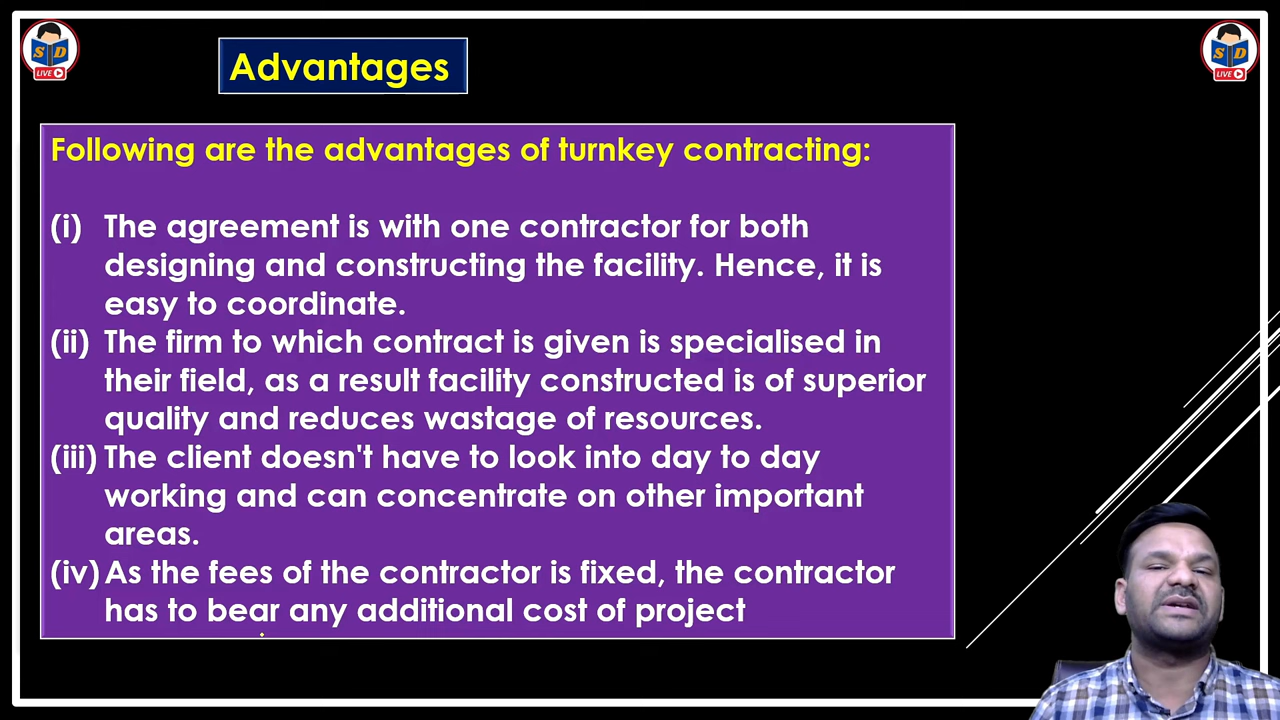 S D
LIVE
Advantages
S D
LIVE
Following are the advantages of turnkey contracting:
(i) The agreement is with one contractor for both
designing and constructing the facility. Hence, it is
easy to coordinate.
(ii) The firm to which contract is given is specialised in
their field, as a result facility constructed is of superior
quality and reduces wastage of resources.
(iii) The client doesn't have to look into day to day
working and can concentrate on other important
areas.
(iv) As the fees of the contractor is fixed, the contractor
has to bear any additional cost of project